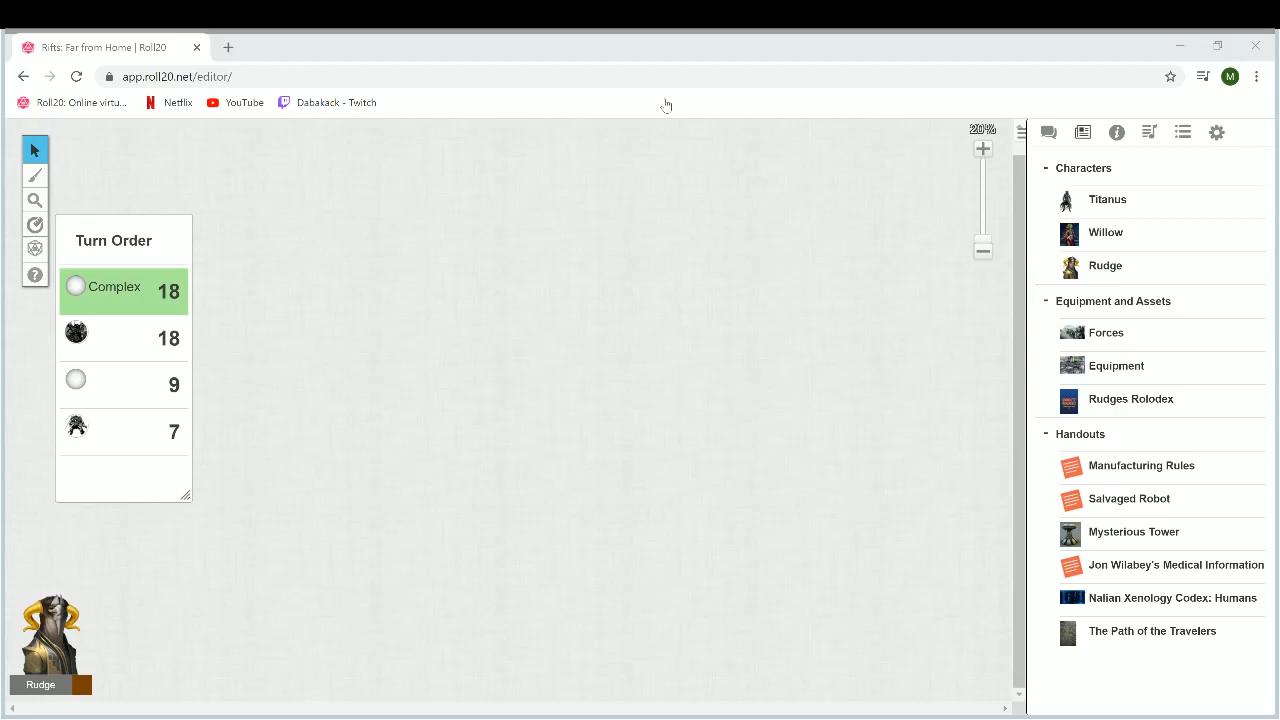 Rifts: Far from Home | Roll20
app.roll20.net/editor/
M
Roll20: Online virtu...
Netflix
YouTube
Dabakack - Twitch
20%
Turn Order
Complex 18
18
9
7
Rudge
Characters
Titanus
Willow
Rudge
Equipment and Assets
Forces
Equipment
Rudges Rolodex
Handouts
Manufacturing Rules
Salvaged Robot
Mysterious Tower
Jon Wilabey's Medical Information
Nalian Xenology Codex: Humans
The Path of the Travelers